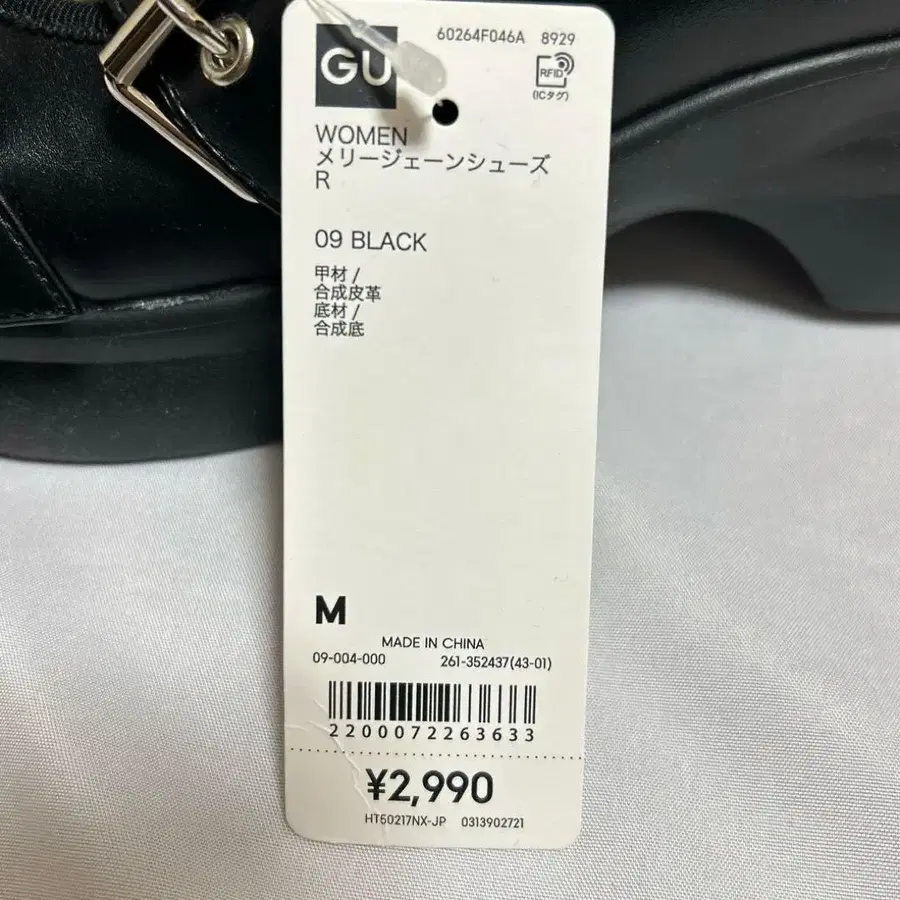 GU
60264F046A 8929
RFID
(ICタグ)
WOMEN
メリージェーンシューズ
R
09 BLACK
甲材 /
合成皮革
底材 /
合成底
M
MADE IN CHINA
09-004-000 261-352437(43-01)
2200072263633
¥2,990
HT50217NX-JP 0313902721